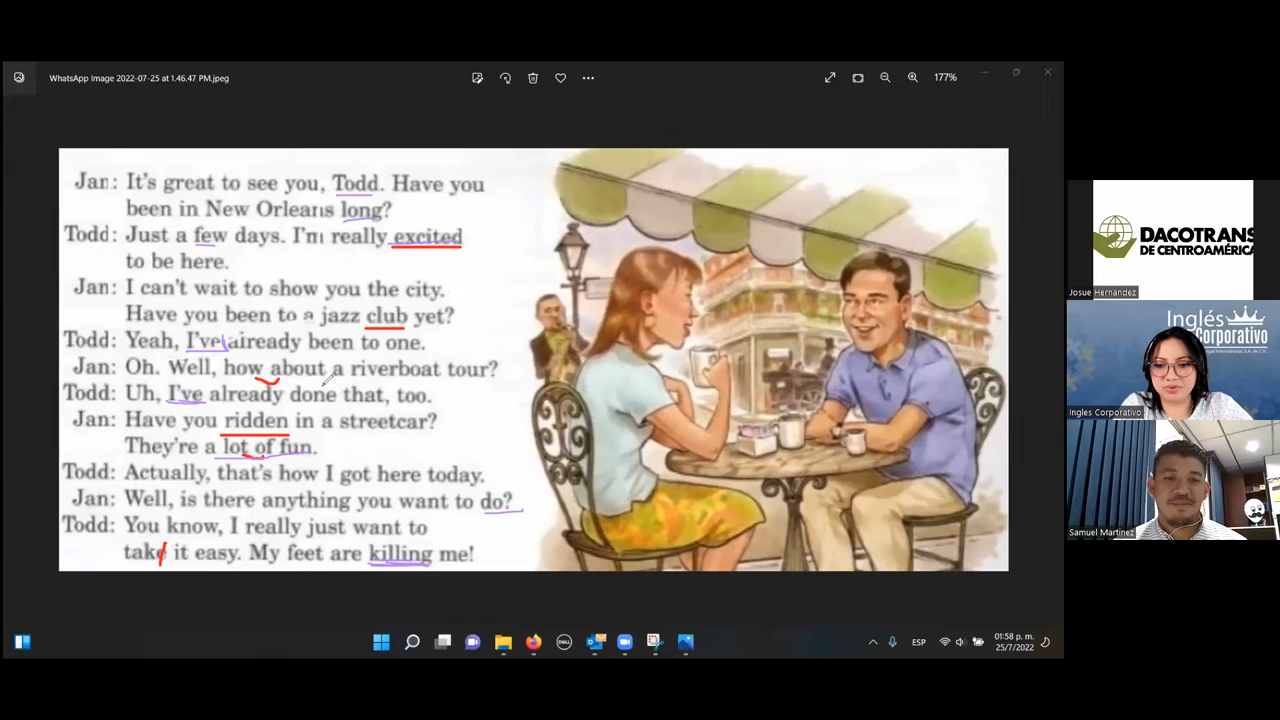 WhatsApp Image 2022-07-25 at 1.46.47 PM.jpeg
177%
Jan: It's great to see you, Todd. Have you
been in New Orleans long?
Todd: Just a few days. I'm really excited
to be here.
Jan: I can't wait to show you the city.
Have you been to a jazz club yet?
Todd: Yeah, I've already been to one.
Jan: Oh. Well, how about a riverboat tour?
Todd: Uh, I've already done that, too.
Jan: Have you ridden in a streetcar?
They're a lot of fun.
Todd: Actually, that's how I got here today.
Jan: Well, is there anything you want to do?
Todd: You know, I really just want to
take it easy. My feet are killing me!
DACOTRANS
DE CENTROAMÉRICA
Josue Hernandez
Inglés
Corporativo
Ingles Corporativo
Samuel Martinez
DELL
ESP
01:58 p. m.
25/7/2022